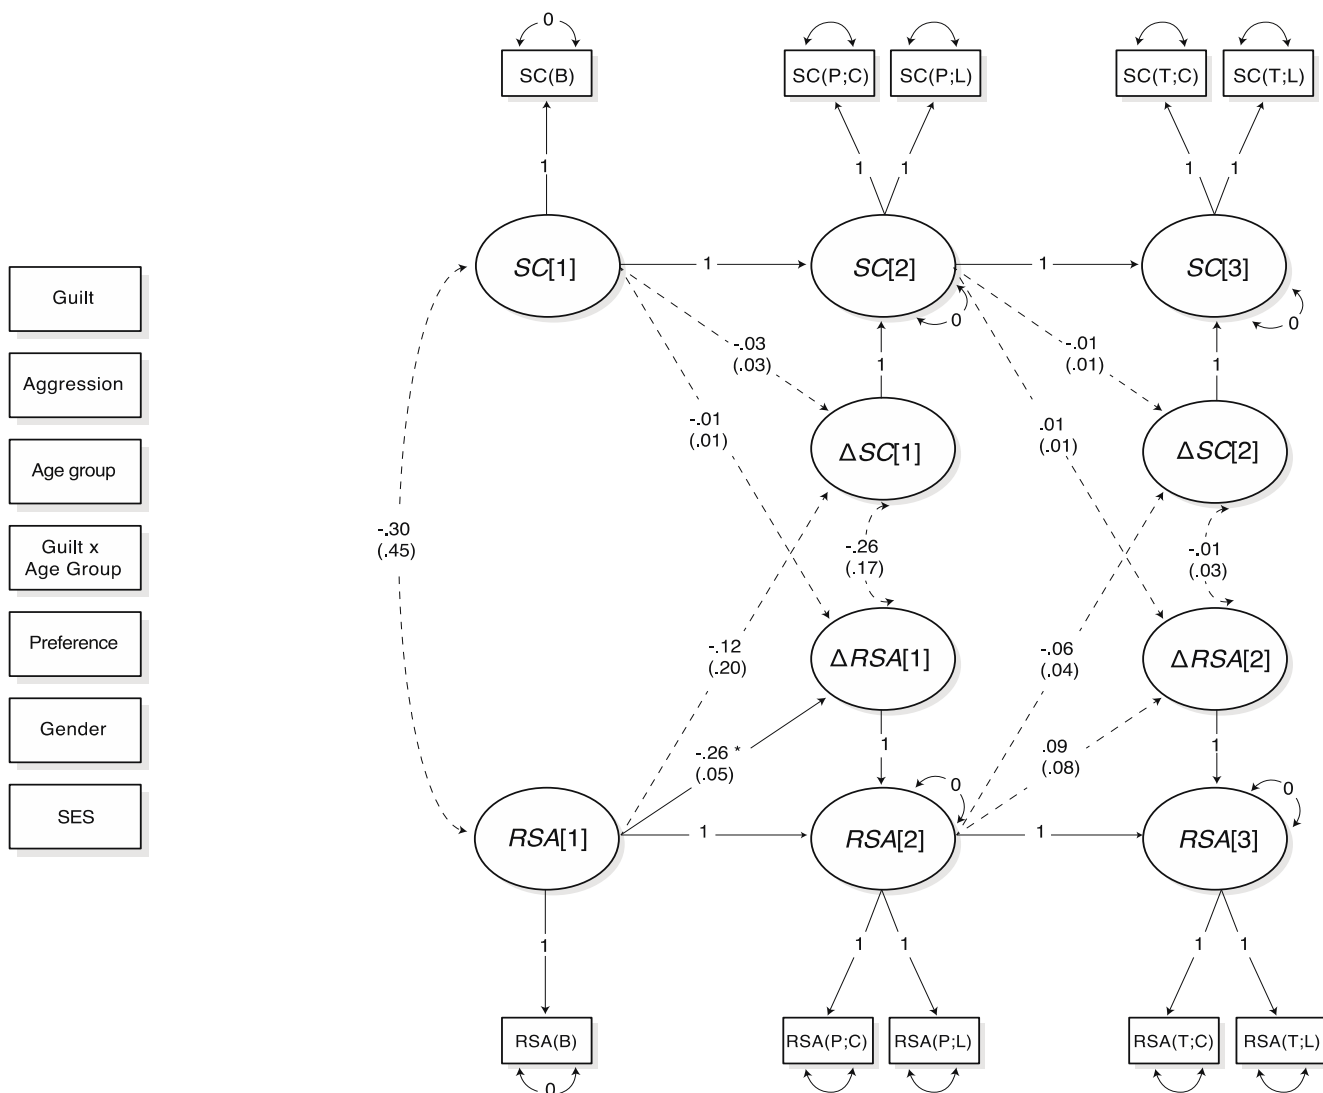 0
SC(B)
SC(P;C)
SC(P;L)
SC(T;C)
SC(T;L)
1
1
1
1
1
SC[1]
1
SC[2]
0
1
SC[3]
0
Guilt
Aggression
Age group
Guilt x
Age Group
Preference
Gender
SES
-.03
(.03)
1
-.01
(.01)
1
-.01
(.01)
ΔSC[1]
.01
(.01)
ΔSC[2]
-.30
(.45)
-.26
(.17)
-.01
(.03)
-.12
(.20)
ΔRSA[1]
-.06
(.04)
ΔRSA[2]
-.26 *
(.05)
1
.09
(.08)
1
RSA[1]
1
RSA[2]
0
1
RSA[3]
0
1
1
1
1
1
RSA(B)
RSA(P;C)
RSA(P;L)
RSA(T;C)
RSA(T;L)
0